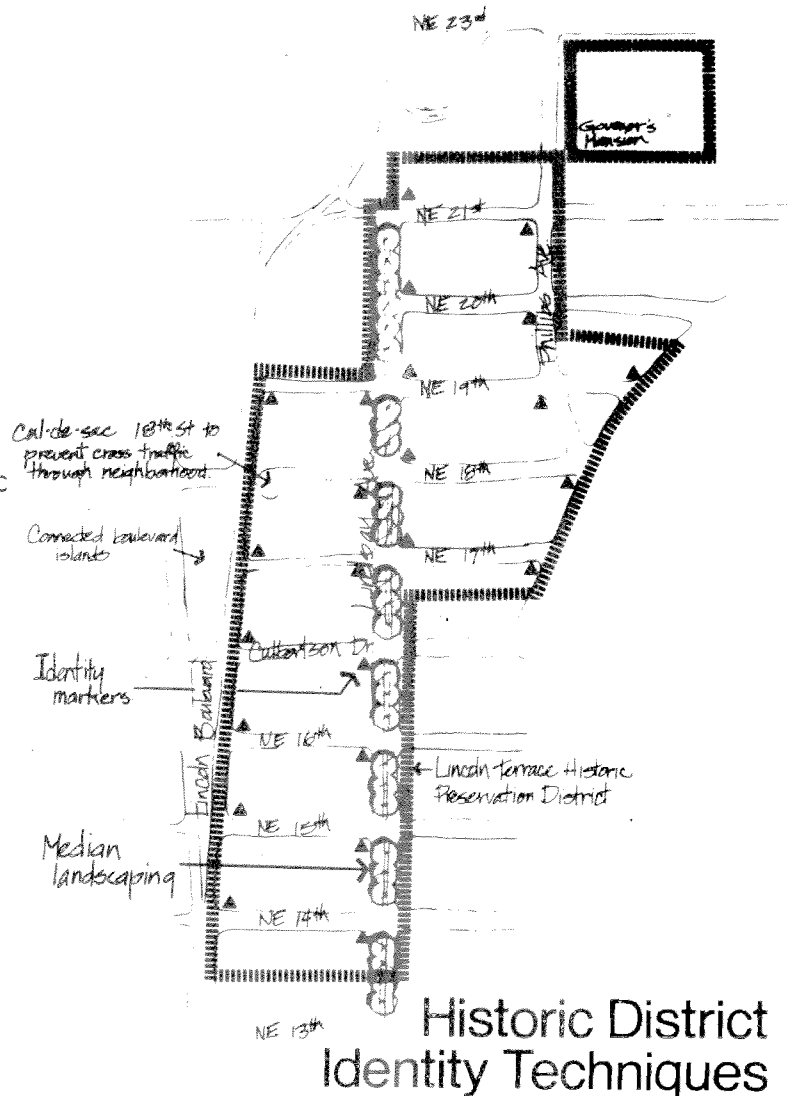 NE 23rd
Governor's
Mansion
NE 21st
Phillips Ave
NE 20th
NE 19th
Cul-de-sac 18th St to
prevent cross traffic
through neighborhood.
NE 18th
Connected boulevard
islands
NE 17th
Culbertson Dr
Identity
markers
Lincoln Boulevard
NE 16th
Lincoln Terrace Historic
Preservation District
NE 15th
Median
landscaping
NE 14th
NE 13th
Historic District
Identity Techniques